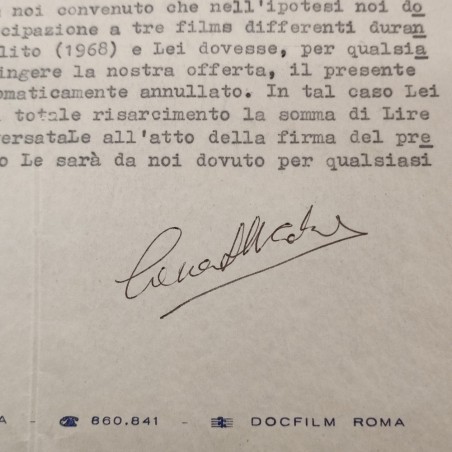 noi convenuto che nell'ipotesi noi do
cipazione a tre films differenti duran
lito (1968) e Lei dovesse, per qualsia
ingere la nostra offerta, il presente
omaticamente annullato. In tal caso Lei
totale risarcimento la somma di Lire
versataLe all'atto della firma del pre
o Le sarà da noi dovuto per qualsiasi
A - ☎ 860.841 - DOCFILM ROMA